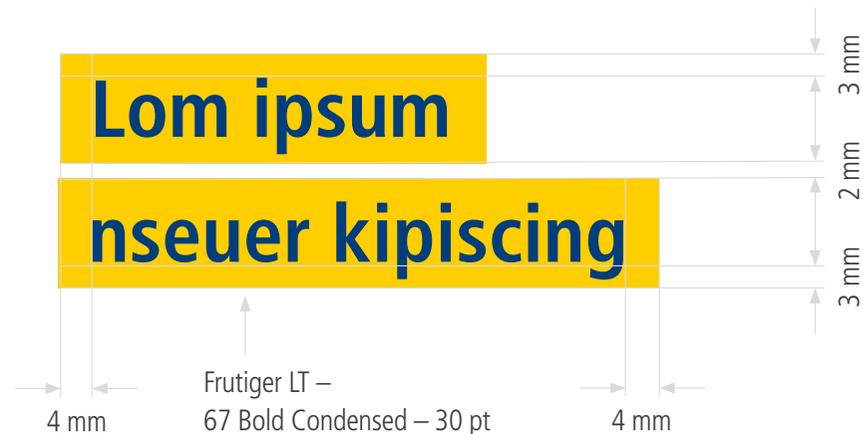 Lom ipsum
nseuer kipiscing
3 mm
2 mm
3 mm
Frutiger LT –
67 Bold Condensed – 30 pt
4 mm
4 mm